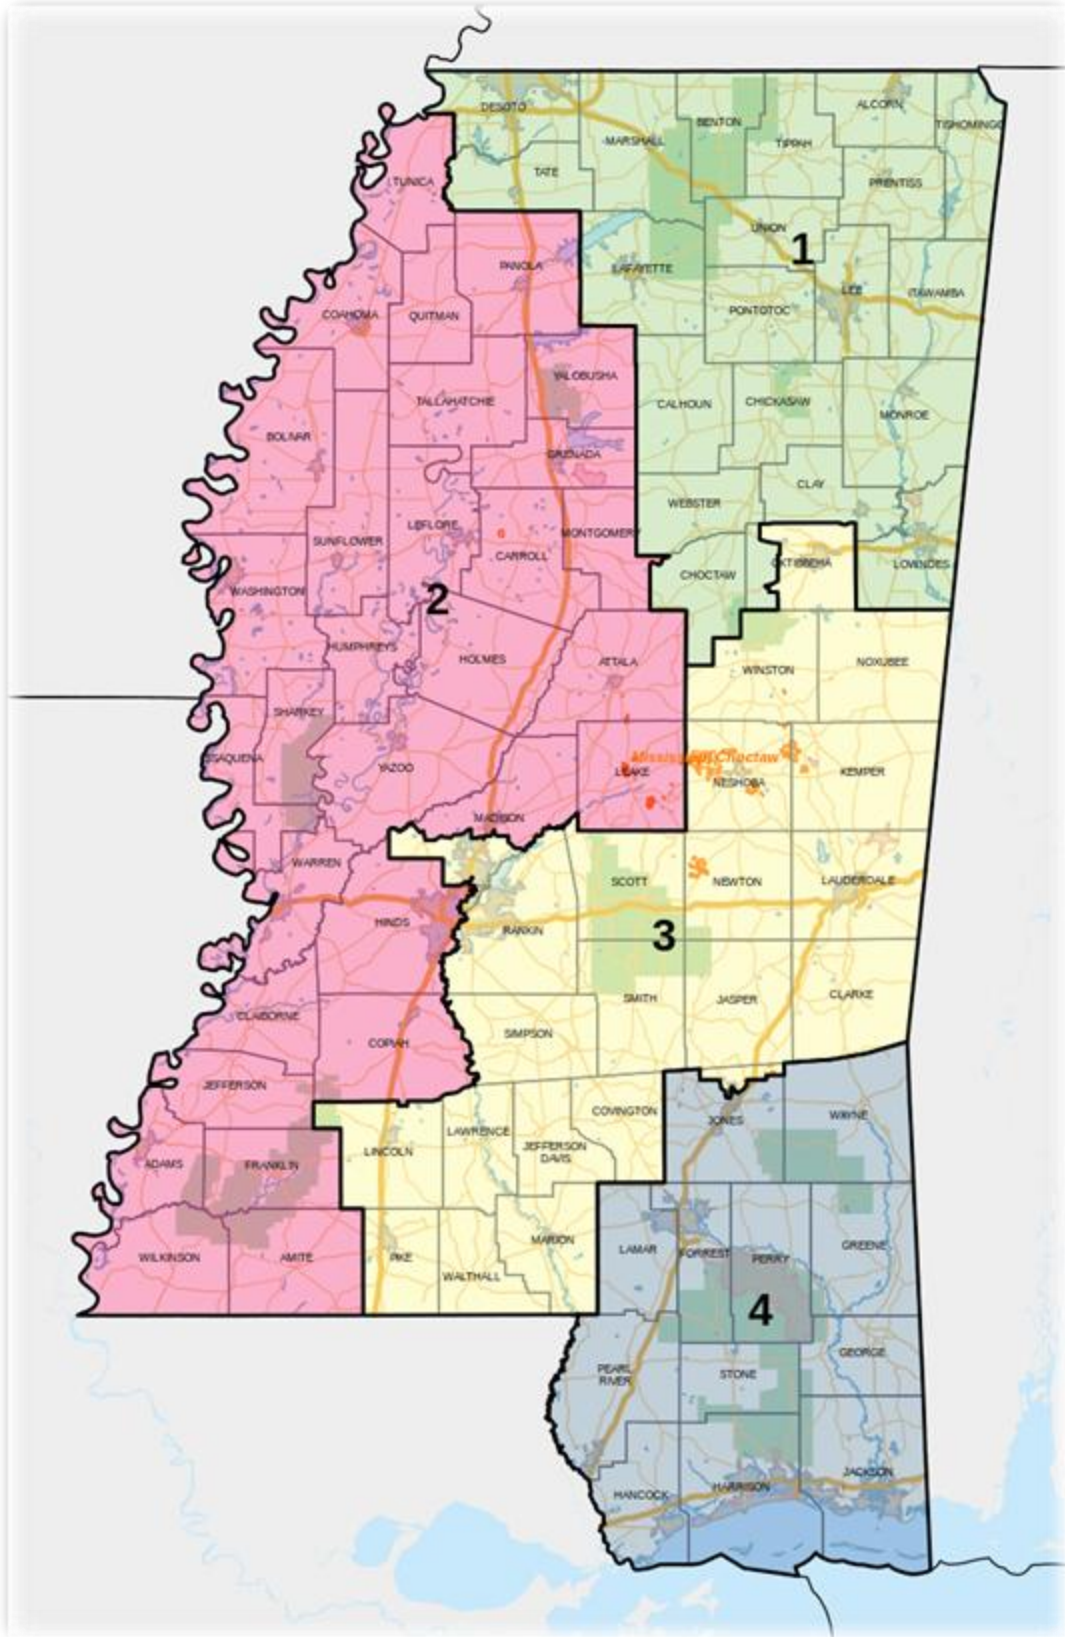 DESOTO
ALCORN
BENTON
TISHOMINGO
MARSHALL
TIPPAH
TATE
TUNICA
PRENTISS
UNION
1
PANOLA
LAFAYETTE
LEE
ITAWAMBA
PONTOTOC
COAHOMA
QUITMAN
YALOBUSHA
TALLAHATCHIE
CALHOUN
CHICKASAW
MONROE
BOLIVAR
GRENADA
CLAY
WEBSTER
LEFLORE
MONTGOMERY
SUNFLOWER
CARROLL
OKTIBBEHA
LOWNDES
CHOCTAW
WASHINGTON
2
HUMPHREYS
HOLMES
ATTALA
WINSTON
NOXUBEE
SHARKEY
ISSAQUENA
YAZOO
Mississippi Choctaw
LEAKE
NESHOBA
KEMPER
MADISON
WARREN
SCOTT
NEWTON
LAUDERDALE
HINDS
RANKIN
3
SMITH
JASPER
CLARKE
CLAIBORNE
COPIAH
SIMPSON
JEFFERSON
COVINGTON
JONES
WAYNE
LAWRENCE
LINCOLN
JEFFERSON
DAVIS
ADAMS
FRANKLIN
WILKINSON
AMITE
PIKE
WALTHALL
MARION
LAMAR
FORREST
PERRY
GREENE
4
GEORGE
PEARL
RIVER
STONE
HANCOCK
HARRISON
JACKSON